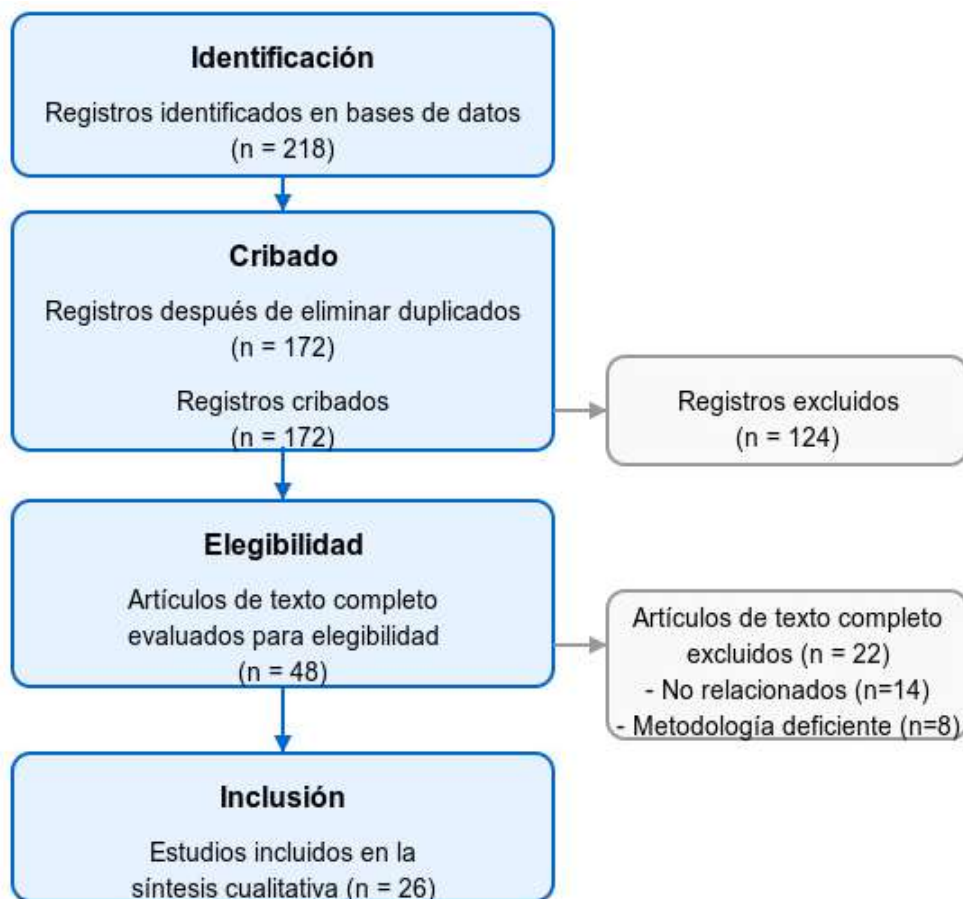 Identificación
Registros identificados en bases de datos
(n = 218)
Cribado
Registros después de eliminar duplicados
(n = 172)
Registros cribados
(n = 172)
Registros excluidos
(n = 124)
Elegibilidad
Artículos de texto completo
evaluados para elegibilidad
(n = 48)
Artículos de texto completo
excluidos (n = 22)
- No relacionados (n=14)
- Metodología deficiente (n=8)
Inclusión
Estudios incluidos en la
síntesis cualitativa (n = 26)